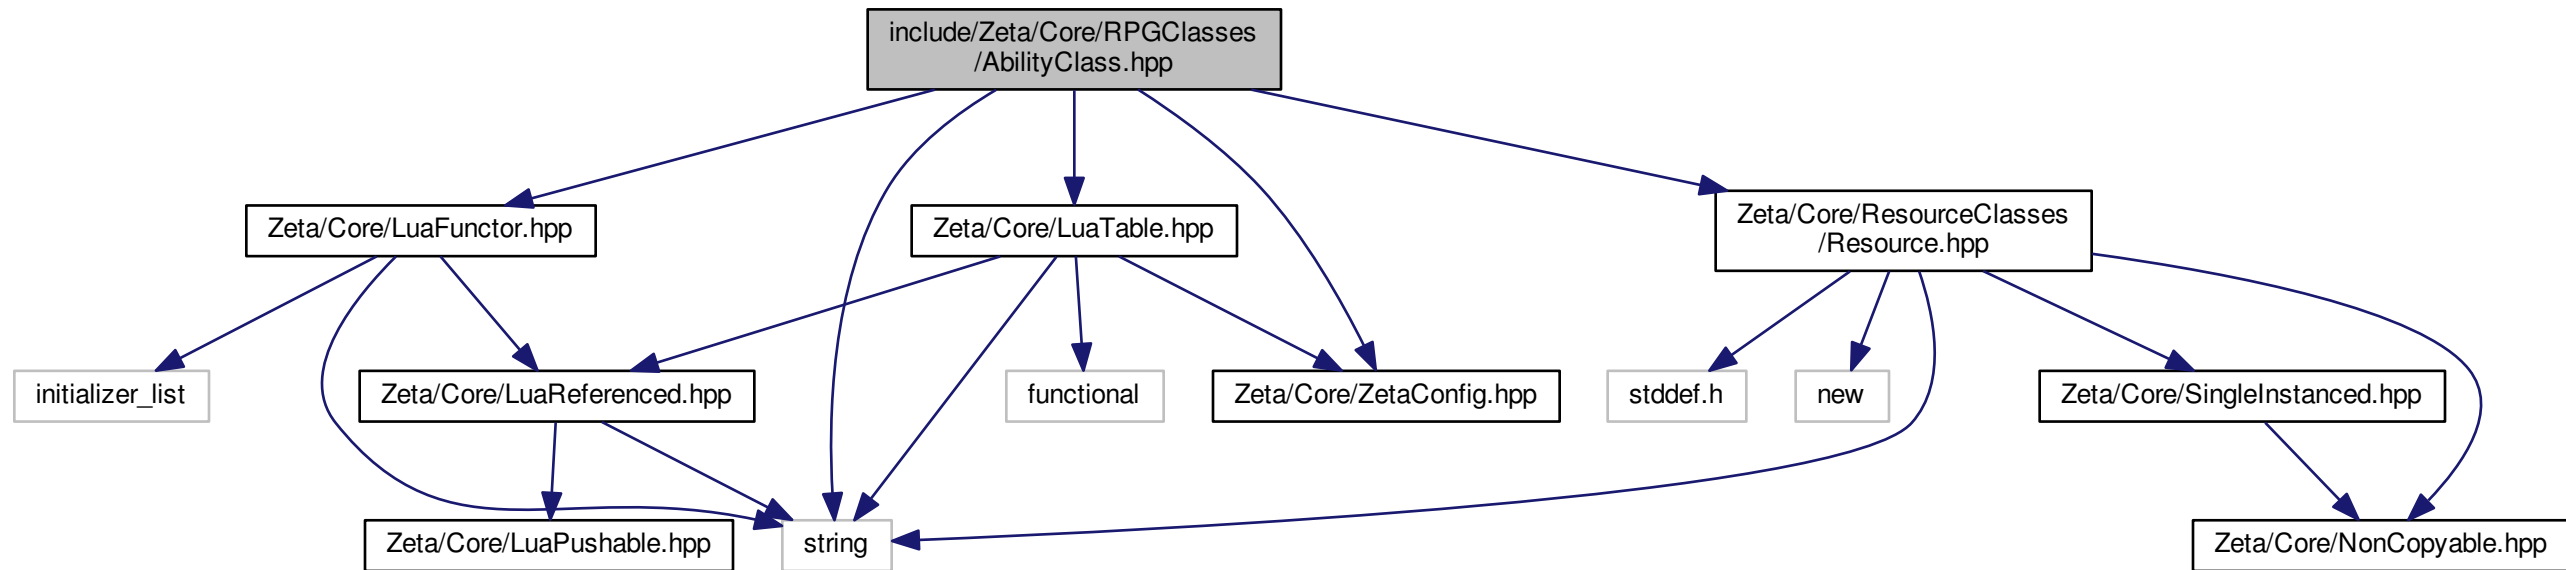 include/Zeta/Core/RPGClasses
/AbilityClass.hpp
Zeta/Core/LuaFunctor.hpp
Zeta/Core/LuaTable.hpp
Zeta/Core/ResourceClasses
/Resource.hpp
initializer_list
Zeta/Core/LuaReferenced.hpp
functional
Zeta/Core/ZetaConfig.hpp
stddef.h
new
Zeta/Core/SingleInstanced.hpp
Zeta/Core/LuaPushable.hpp
string
Zeta/Core/NonCopyable.hpp